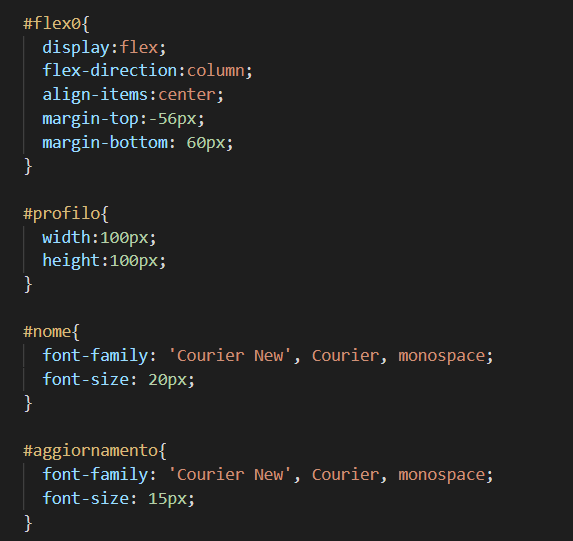 #flex0{
display:flex;
flex-direction:column;
align-items:center;
margin-top:-56px;
margin-bottom: 60px;
}
#profilo{
width:100px;
height:100px;
}
#nome{
font-family: 'Courier New', Courier, monospace;
font-size: 20px;
}
#aggiornamento{
font-family: 'Courier New', Courier, monospace;
font-size: 15px;
}